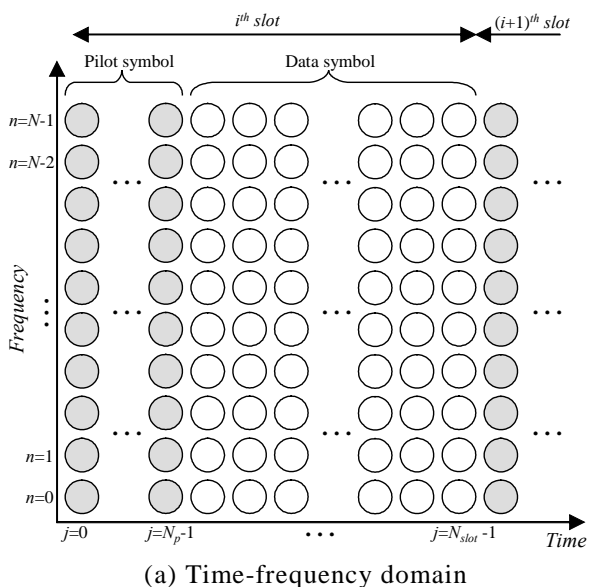 i^th slot
(i+1)^th slot
Pilot symbol
Data symbol
n=N-1
n=N-2
... ... ...
Frequency
...
... ... ...
... ... ...
n=1
n=0
j=0
j=N_p-1
...
j=N_slot -1
Time
(a) Time-frequency domain